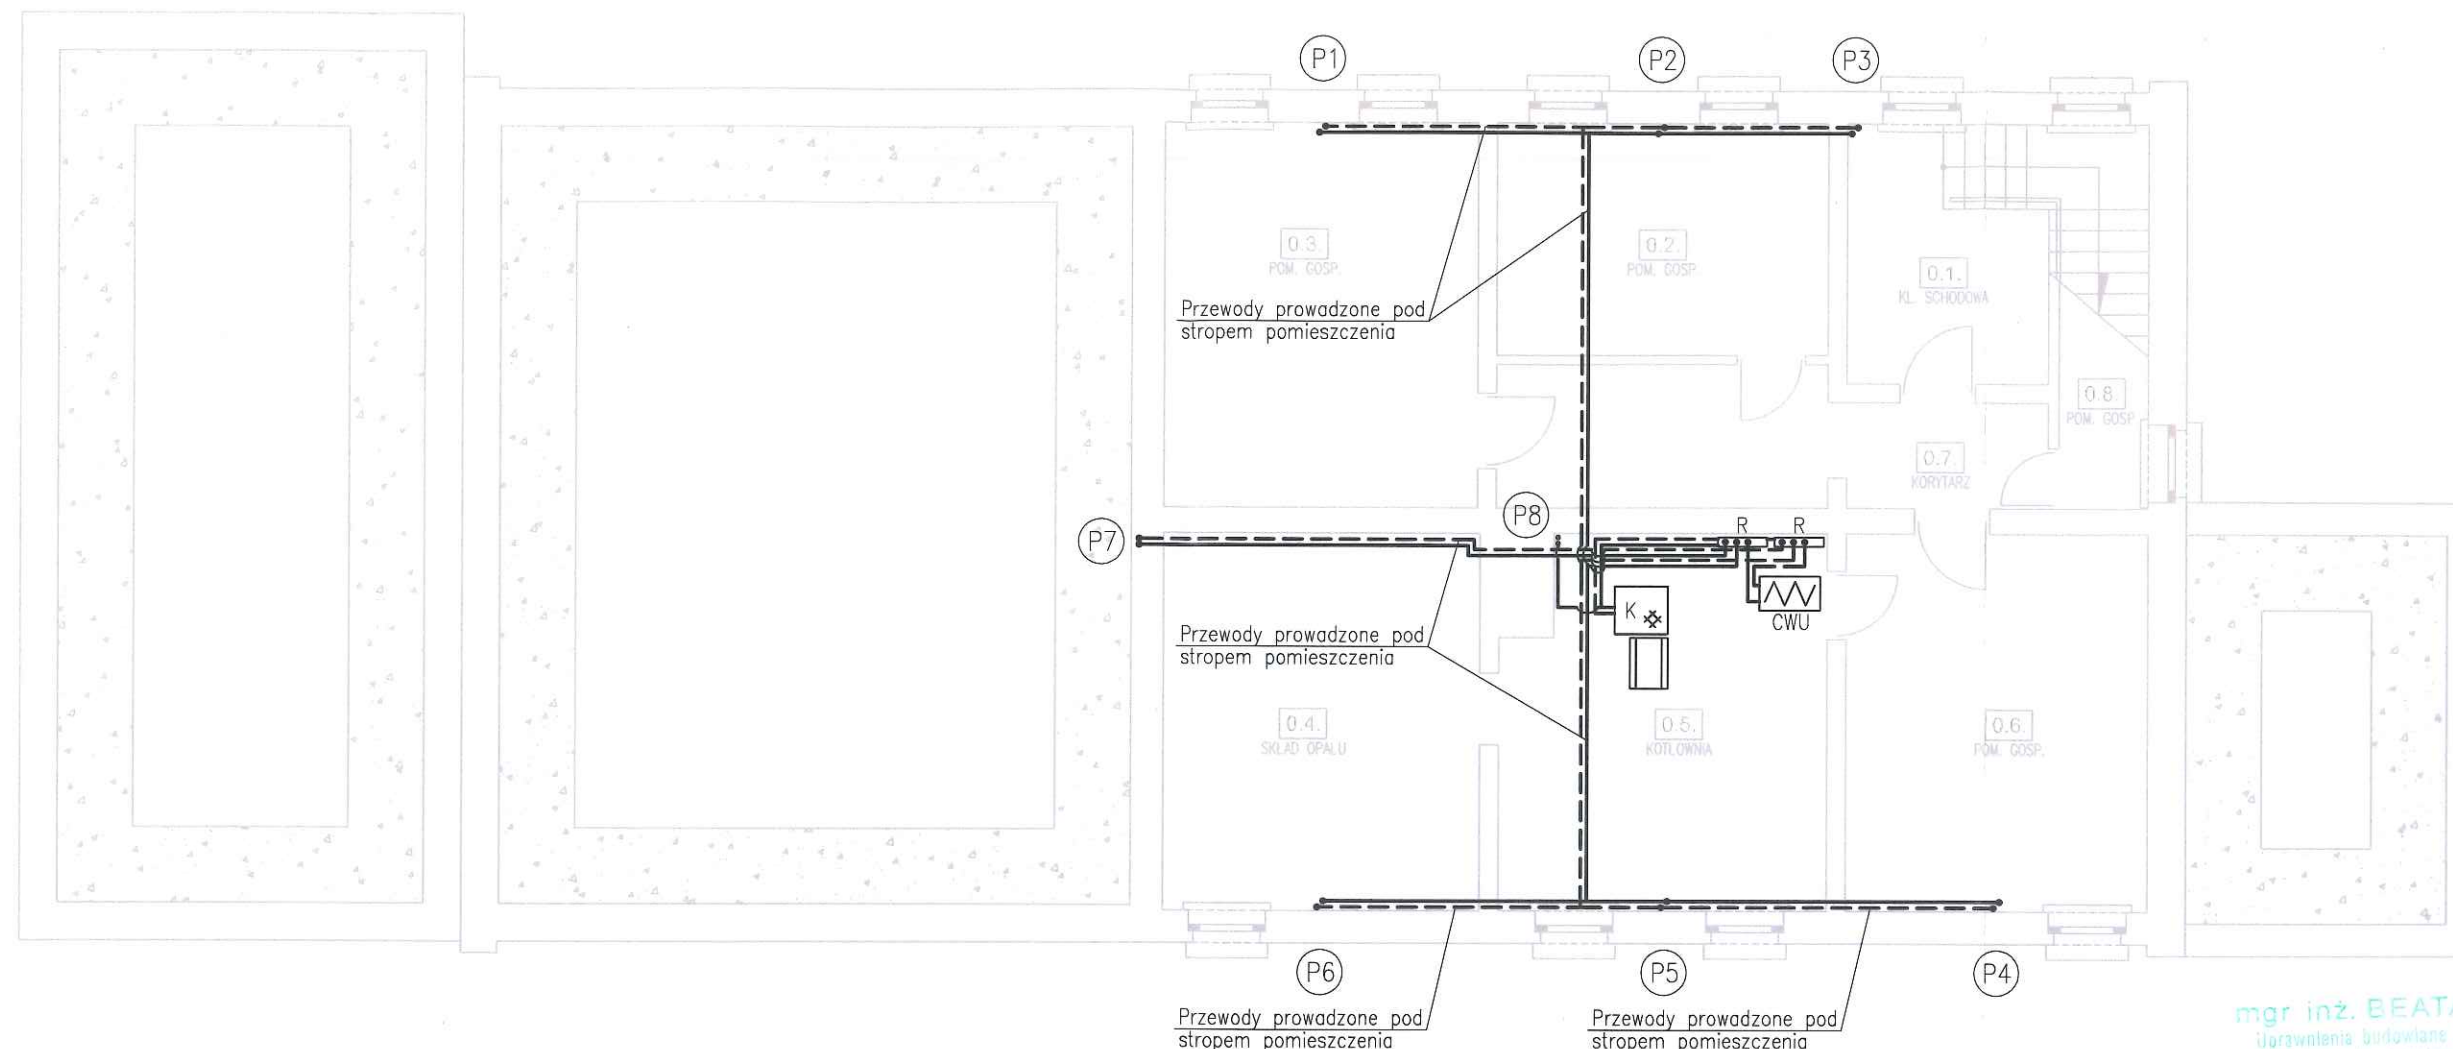 P1
P2
P3
0.3.
POM. GOSP.
0.2.
POM. GOSP.
0.1.
KL. SCHODOWA
Przewody prowadzone pod
stropem pomieszczenia
0.8.
POM. GOSP
0.7.
KORYTARZ
P8
P7
R
R
K
CWU
Przewody prowadzone pod
stropem pomieszczenia
0.4.
SKŁAD OPAŁU
0.5.
KOTŁOWNIA
0.6.
POM. GOSP.
P6
P5
P4
Przewody prowadzone pod
stropem pomieszczenia
Przewody prowadzone pod
stropem pomieszczenia
mgr inż. BEATA
Uprawnienia budowlane